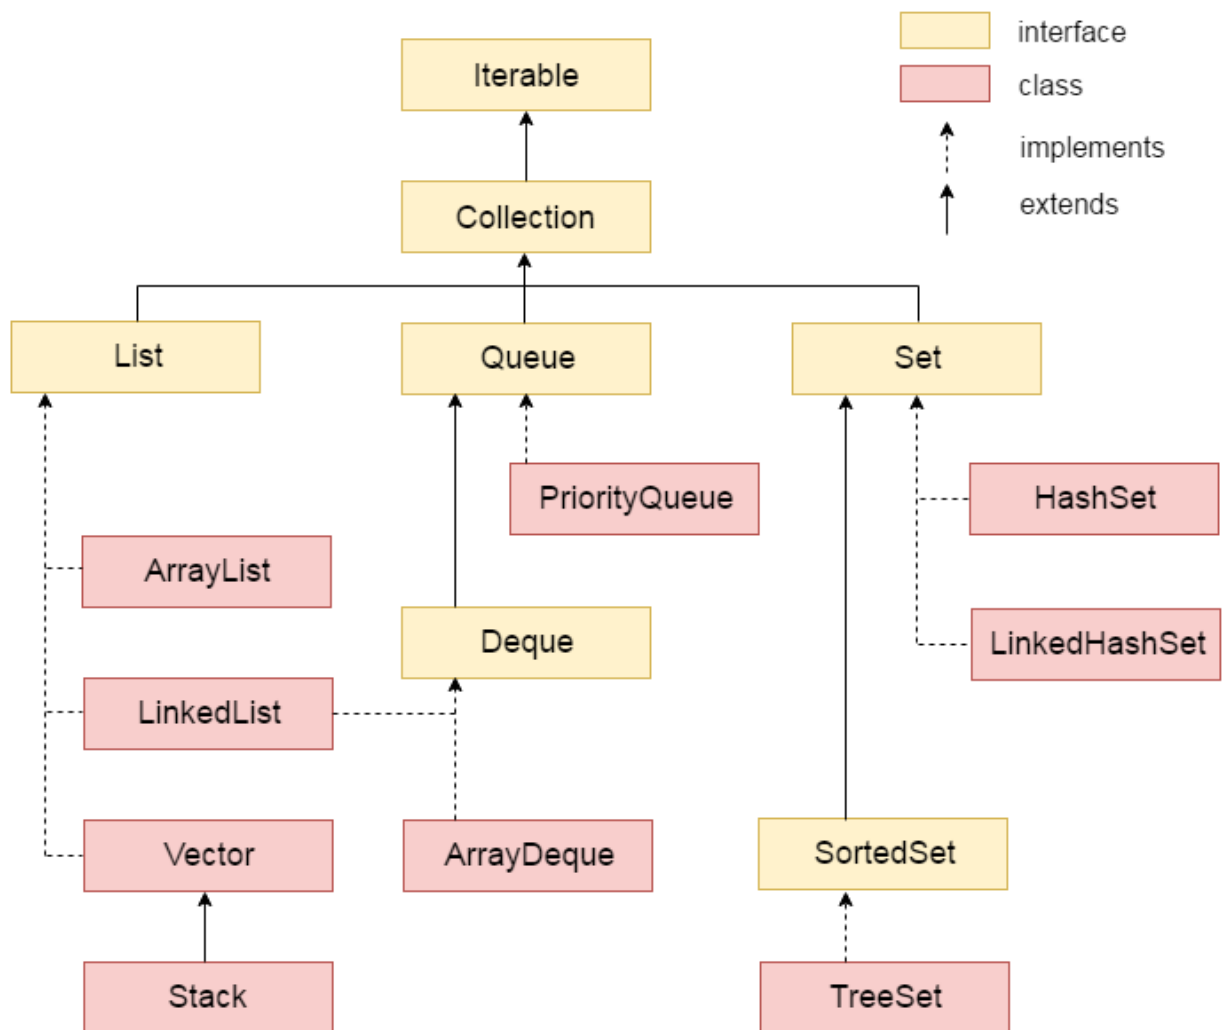 interface
Iterable
class
implements
Collection
extends
List
Queue
Set
PriorityQueue
HashSet
ArrayList
Deque
LinkedHashSet
LinkedList
Vector
ArrayDeque
SortedSet
Stack
TreeSet